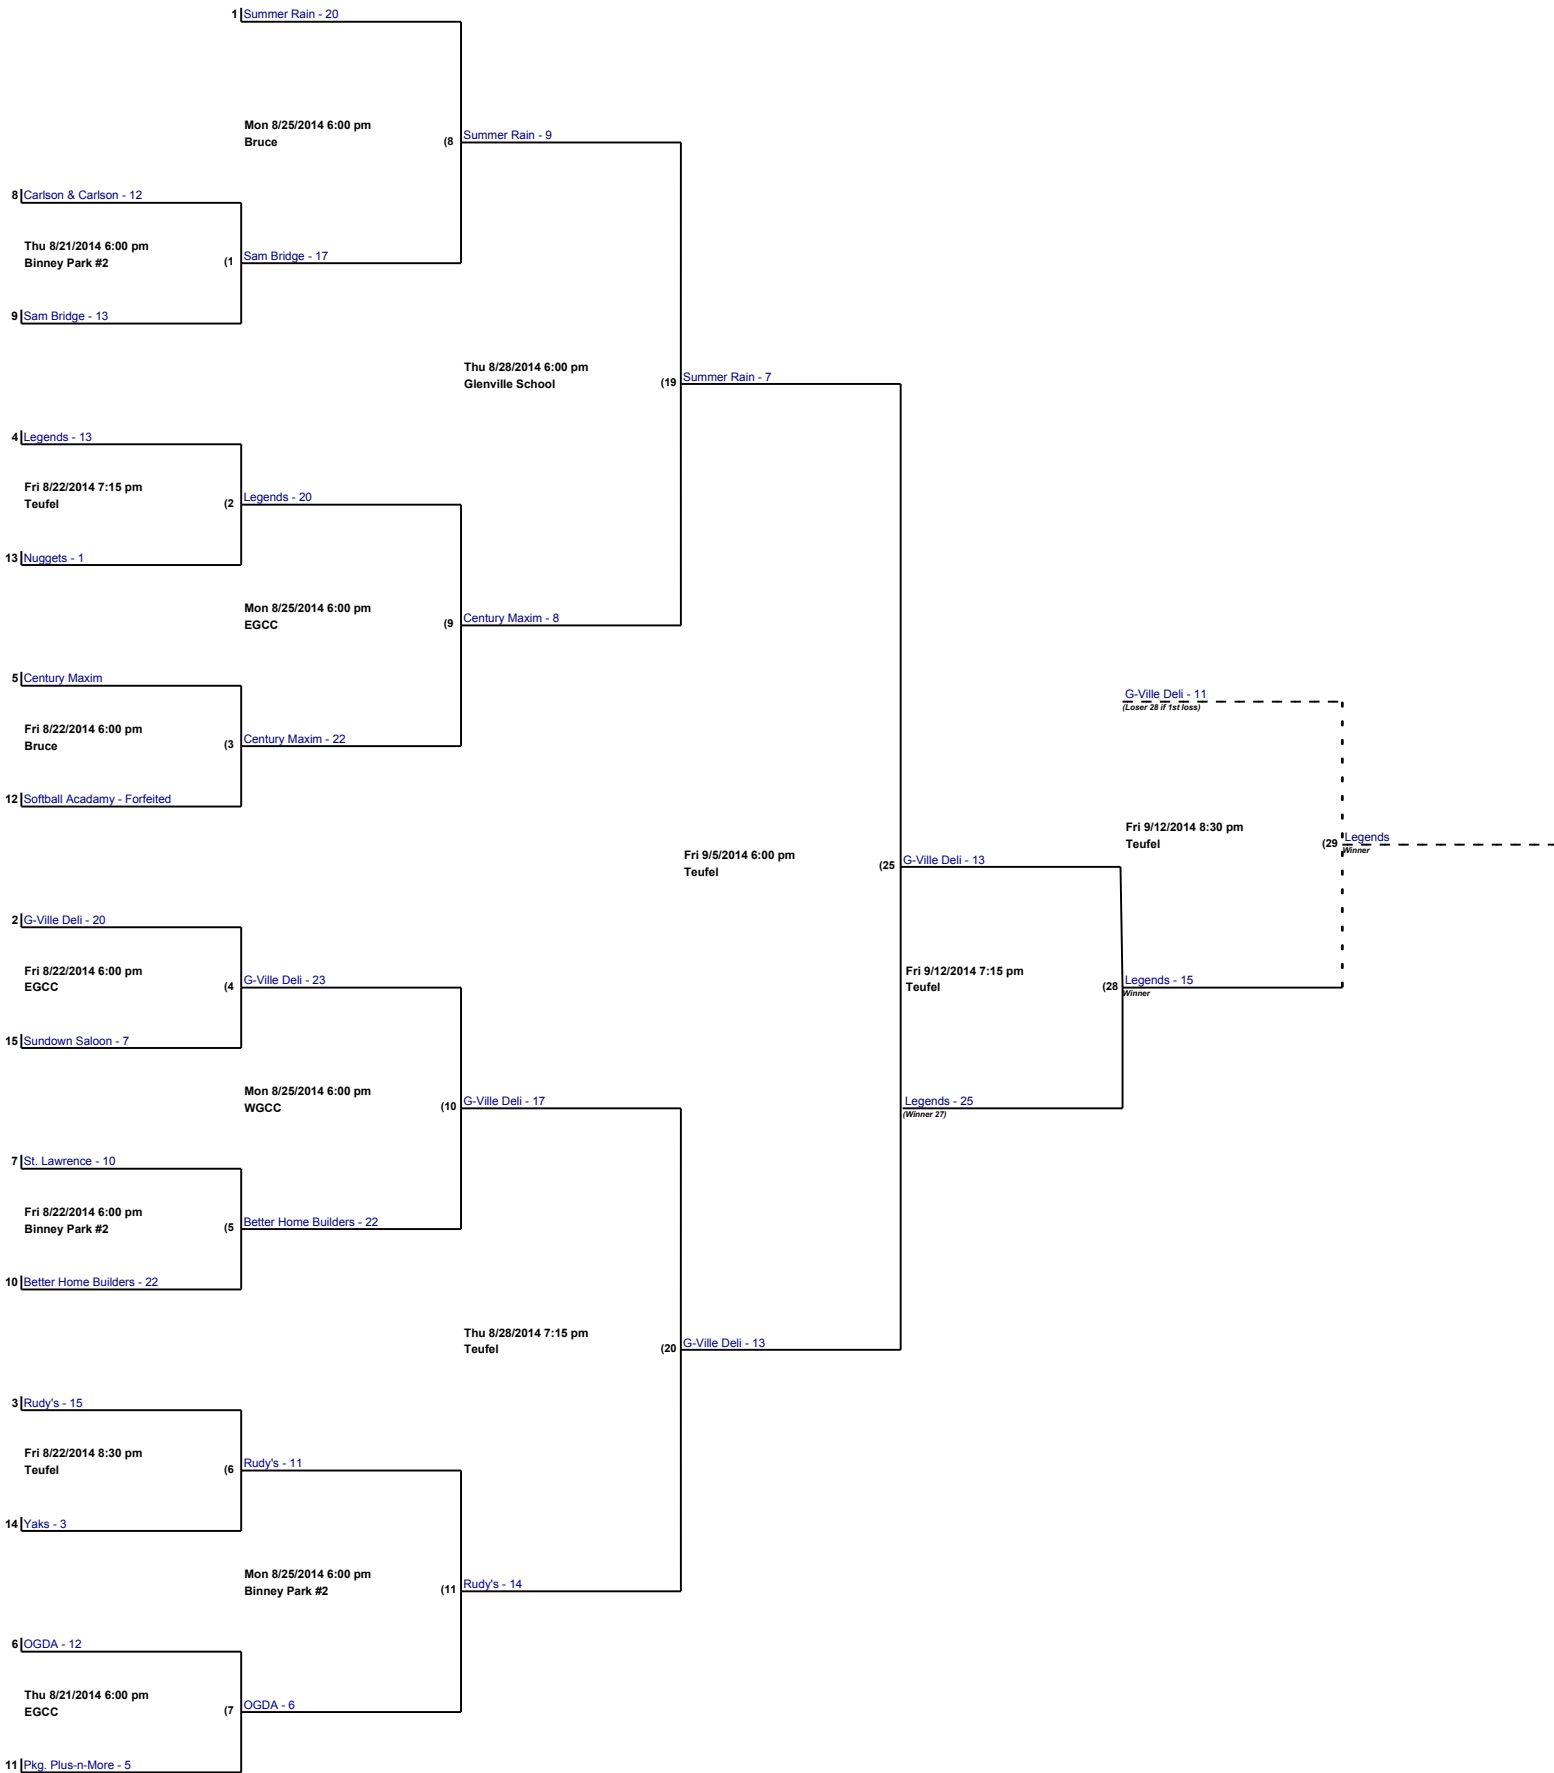 1 Summer Rain - 20
Mon 8/25/2014 6:00 pm
Bruce
(8
Summer Rain - 9
8 Carlson & Carlson - 12
Thu 8/21/2014 6:00 pm
Binney Park #2
(1
Sam Bridge - 17
9 Sam Bridge - 13
Thu 8/28/2014 6:00 pm
Glenville School
(19
Summer Rain - 7
4 Legends - 13
Fri 8/22/2014 7:15 pm
Teufel
(2
Legends - 20
13 Nuggets - 1
Mon 8/25/2014 6:00 pm
EGCC
(9
Century Maxim - 8
5 Century Maxim
Fri 8/22/2014 6:00 pm
Bruce
(3
Century Maxim - 22
12 Softball Acadamy - Forfeited
G-Ville Deli - 11
(Loser 28 if 1st loss)
Fri 9/12/2014 8:30 pm
Teufel
(29
Legends
Winner
Fri 9/5/2014 6:00 pm
Teufel
(25
G-Ville Deli - 13
2 G-Ville Deli - 20
Fri 8/22/2014 6:00 pm
EGCC
(4
G-Ville Deli - 23
15 Sundown Saloon - 7
Fri 9/12/2014 7:15 pm
Teufel
(28
Legends - 15
Winner
Mon 8/25/2014 6:00 pm
WGCC
(10
G-Ville Deli - 17
Legends - 25
(Winner 27)
7 St. Lawrence - 10
Fri 8/22/2014 6:00 pm
Binney Park #2
(5
Better Home Builders - 22
10 Better Home Builders - 22
Thu 8/28/2014 7:15 pm
Teufel
(20
G-Ville Deli - 13
3 Rudy's - 15
Fri 8/22/2014 8:30 pm
Teufel
(6
Rudy's - 11
14 Yaks - 3
Mon 8/25/2014 6:00 pm
Binney Park #2
(11
Rudy's - 14
6 OGDA - 12
Thu 8/21/2014 6:00 pm
EGCC
(7
OGDA - 6
11 Pkg. Plus-n-More - 5